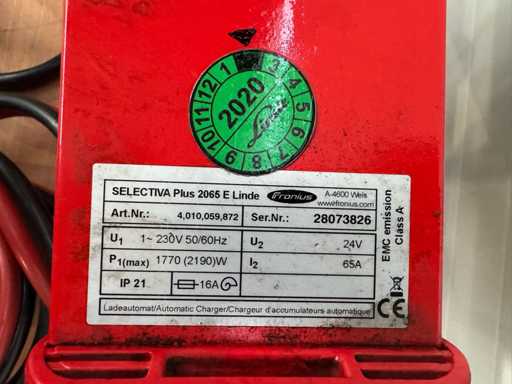 12 1 3 4 5 6 7 8 9 10 11
2020
Linde
SELECTIVA Plus 2065 E Linde
Fronius
A-4600 Wels
www.fronius.com
Art.Nr.: 4,010,059,872
Ser.Nr.: 28073826
U1 1~ 230V 50/60Hz
U2 24V
P1(max) 1770 (2190)W
I2 65A
IP 21
16A
EMC emission
Class A
Ladeautomat/Automatic Charger/Chargeur d'accumulateurs automatique